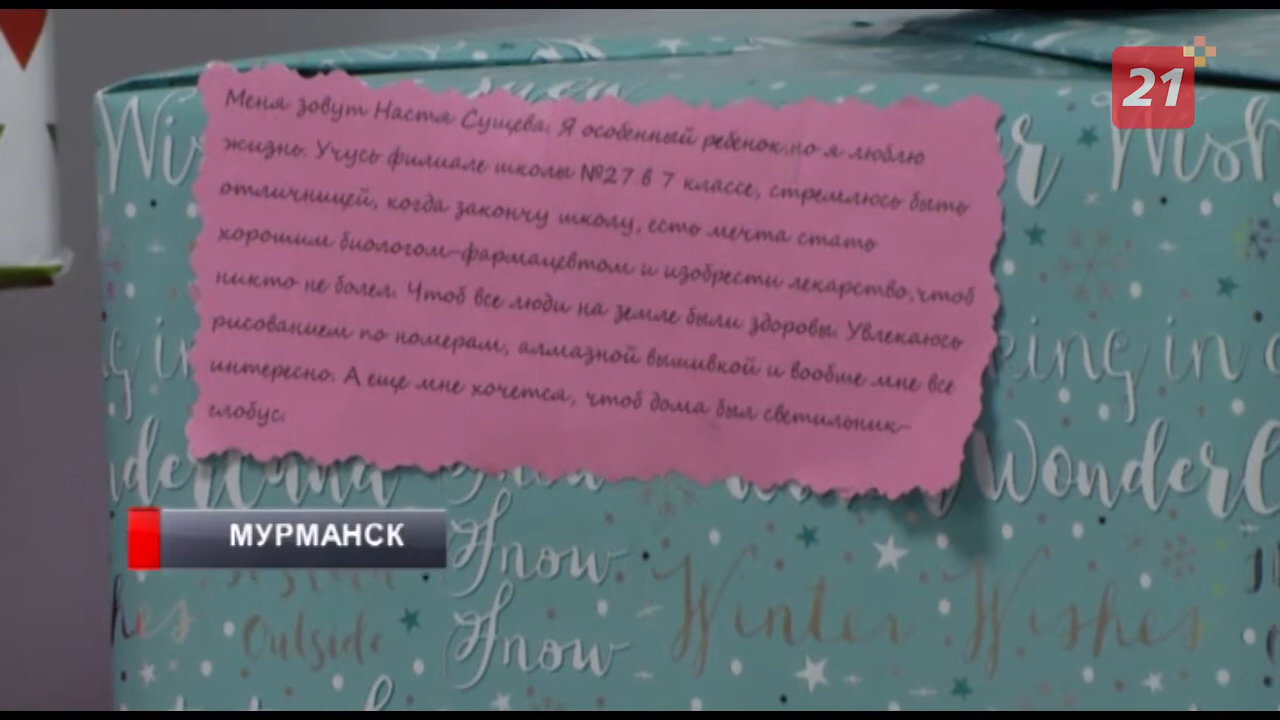 21
Меня зовут Настя Сущева. Я особенный ребенок,но я люблю
жизнь. Учусь филиале школы №27 в 7 классе, стремлюсь быть
отличницей, когда закончу школу, есть мечта стать
хорошим биологом-фармацевтом и изобрести лекарство,чтоб
никто не болел. Чтоб все люди на земле были здоровы. Увлекаюсь
рисованием по номерам, алмазной вышивкой и вообще мне все
интересно. А еще мне хочется, чтоб дома был светильник-
глобус.
МУРМАНСК
Snow
Winter Wishes
Outside
Snow